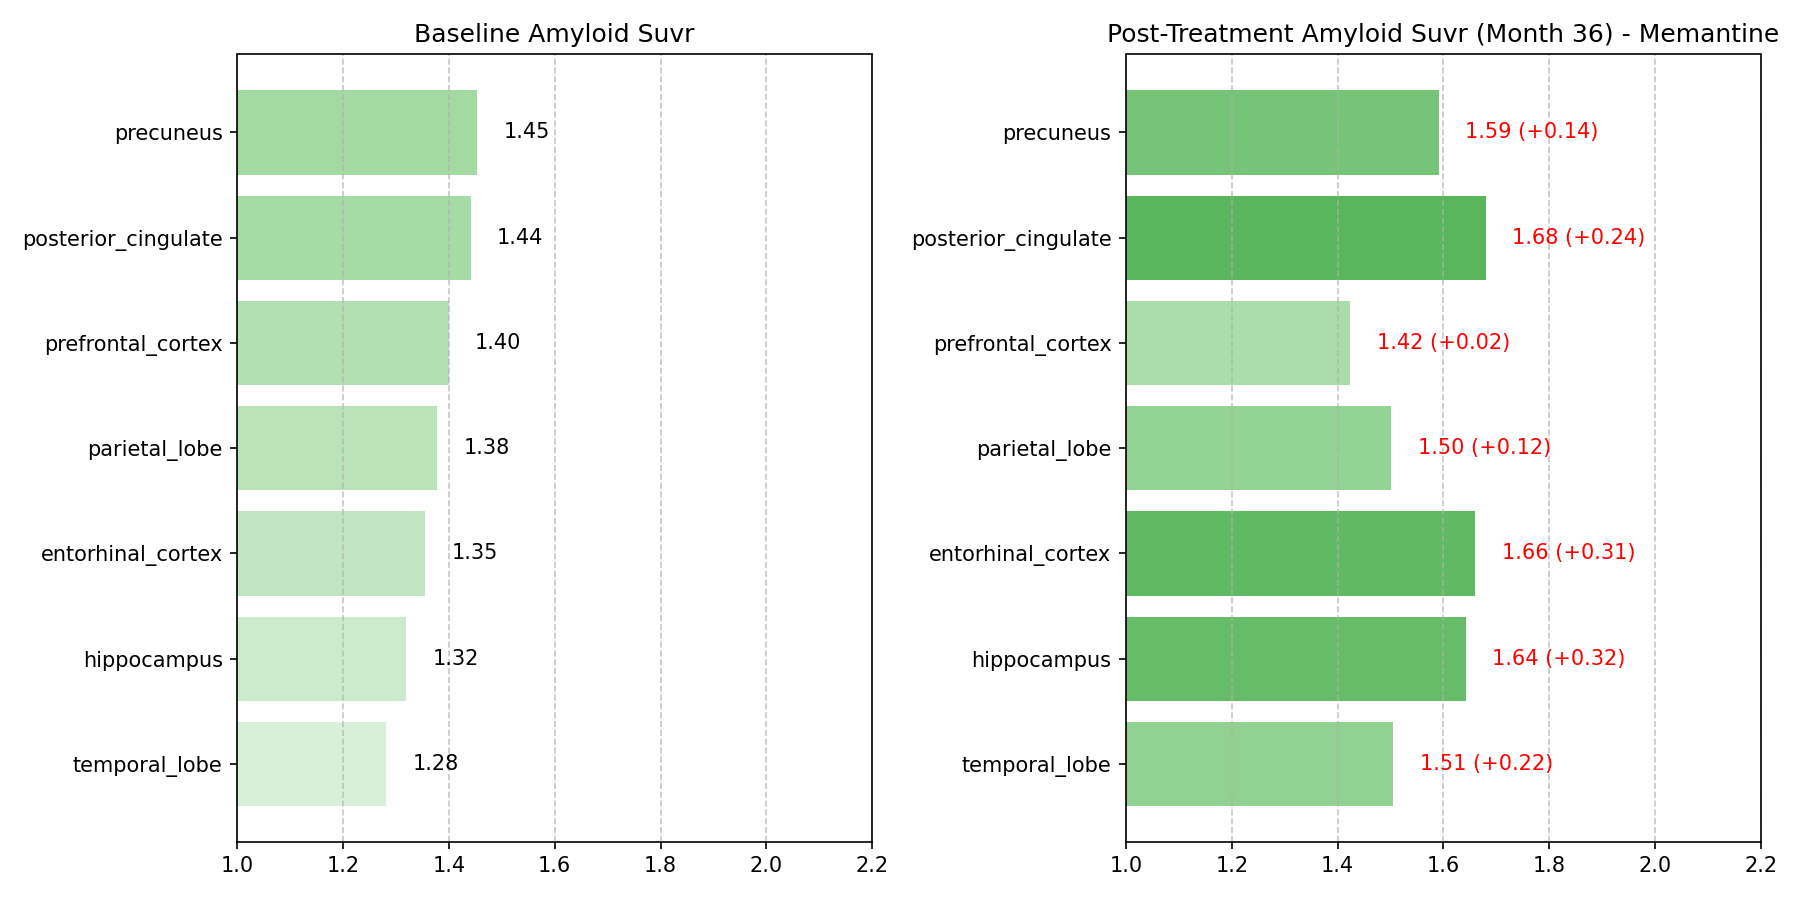 Baseline Amyloid Suvr
precuneus
1.45
posterior_cingulate
1.44
prefrontal_cortex
1.40
parietal_lobe
1.38
entorhinal_cortex
1.35
hippocampus
1.32
temporal_lobe
1.28
1.0 1.2 1.4 1.6 1.8 2.0 2.2
Post-Treatment Amyloid Suvr (Month 36) - Memantine
precuneus
1.59 (+0.14)
posterior_cingulate
1.68 (+0.24)
prefrontal_cortex
1.42 (+0.02)
parietal_lobe
1.50 (+0.12)
entorhinal_cortex
1.66 (+0.31)
hippocampus
1.64 (+0.32)
temporal_lobe
1.51 (+0.22)
1.0 1.2 1.4 1.6 1.8 2.0 2.2